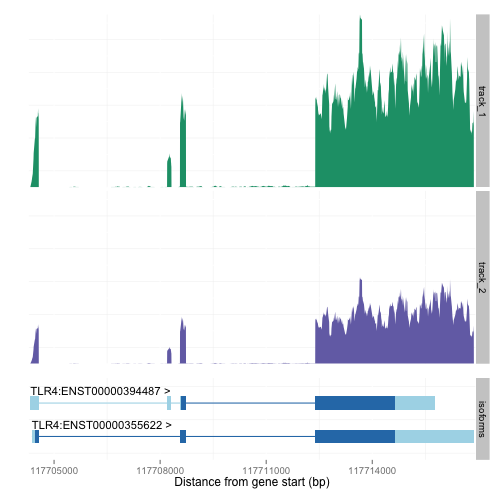 track_1
track_2
TLR4:ENST00000394487 >
TLR4:ENST00000355622 >
isoforms
117705000 117708000 117711000 117714000
Distance from gene start (bp)